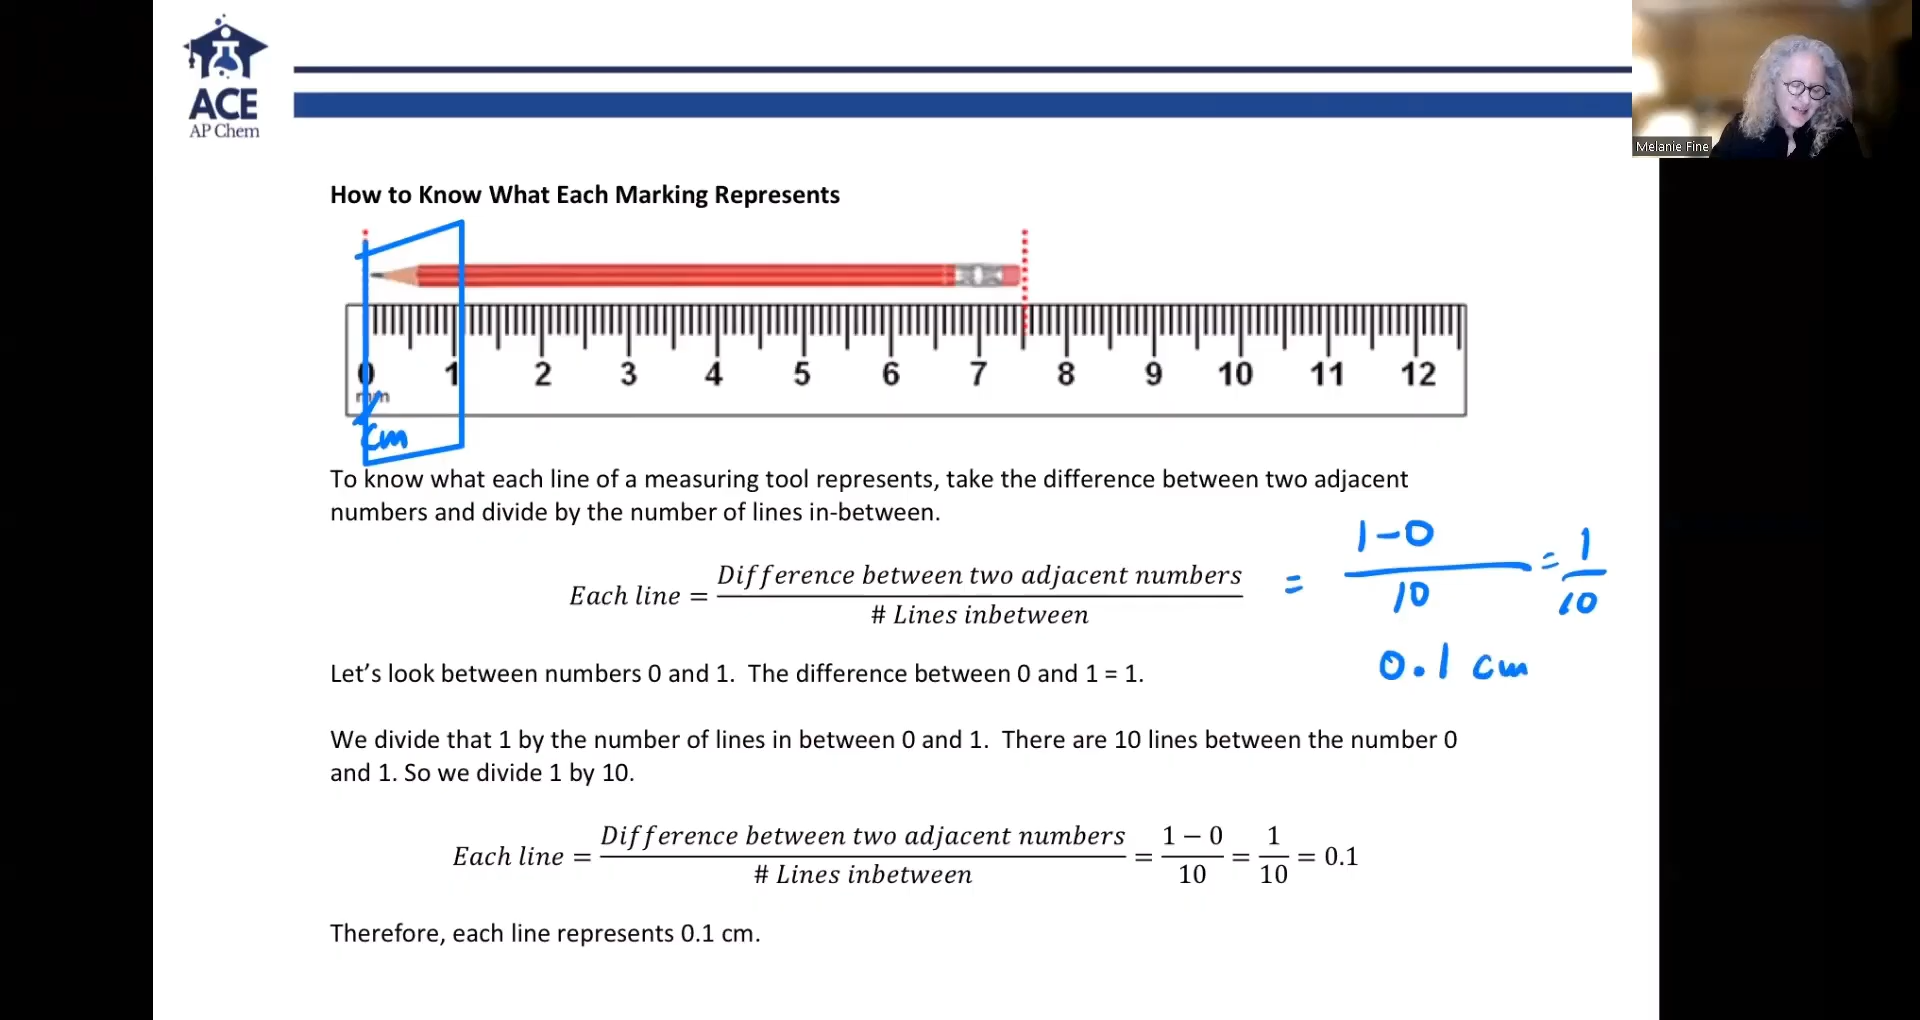 ACE
AP Chem
Melanie Fine
How to Know What Each Marking Represents
0 1 2 3 4 5 6 7 8 9 10 11 12
mm
cm
To know what each line of a measuring tool represents, take the difference between two adjacent
numbers and divide by the number of lines in-between.
Each line = Difference between two adjacent numbers / # Lines inbetween = 1-0 / 10 = 1 / 10
0.1 cm
Let's look between numbers 0 and 1. The difference between 0 and 1 = 1.
We divide that 1 by the number of lines in between 0 and 1. There are 10 lines between the number 0
and 1. So we divide 1 by 10.
Each line = Difference between two adjacent numbers / # Lines inbetween = 1 − 0 / 10 = 1 / 10 = 0.1
Therefore, each line represents 0.1 cm.